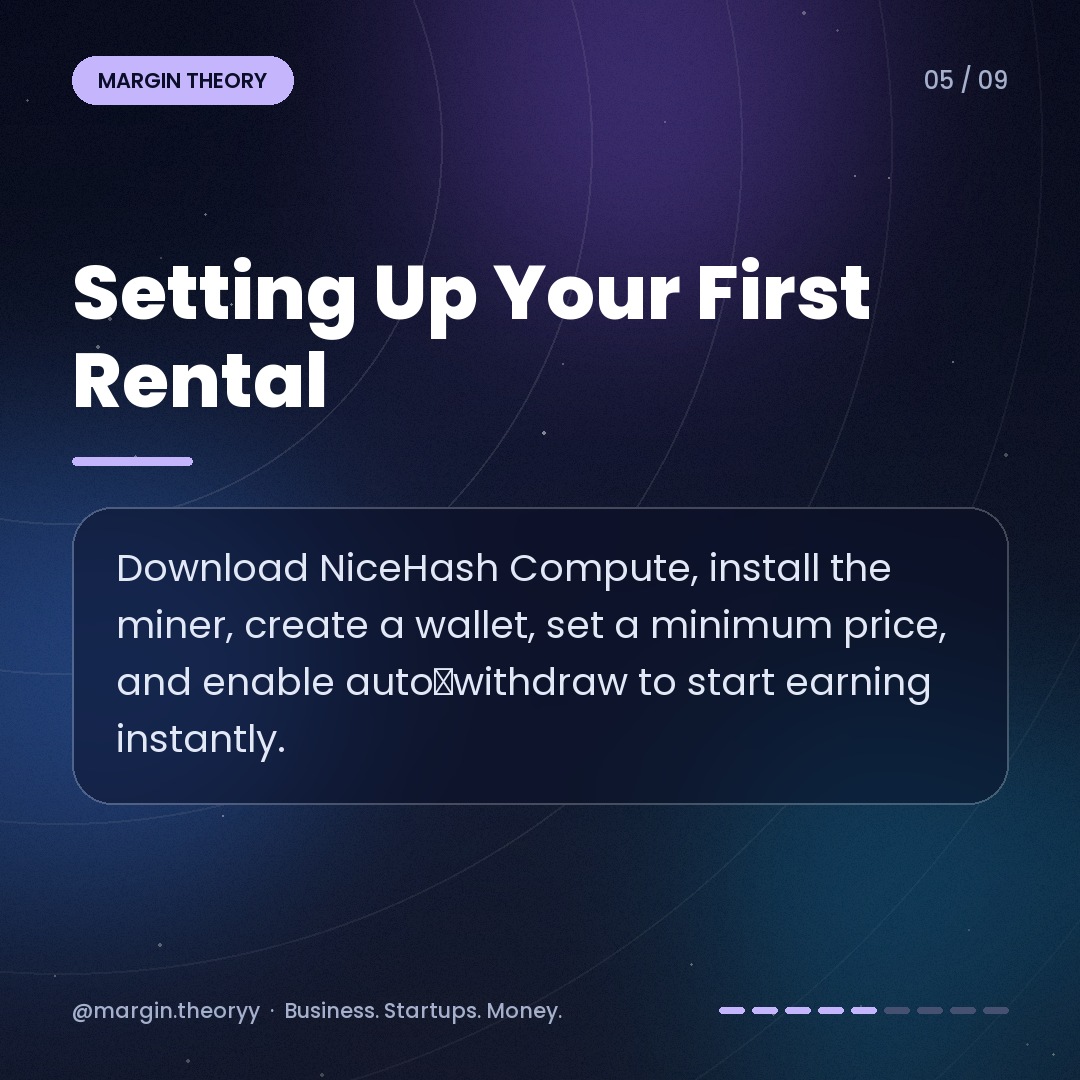 MARGIN THEORY
05 / 09
Setting Up Your First
Rental
Download NiceHash Compute, install the
miner, create a wallet, set a minimum price,
and enable auto☒withdraw to start earning
instantly.
@margin.theoryy · Business. Startups. Money.